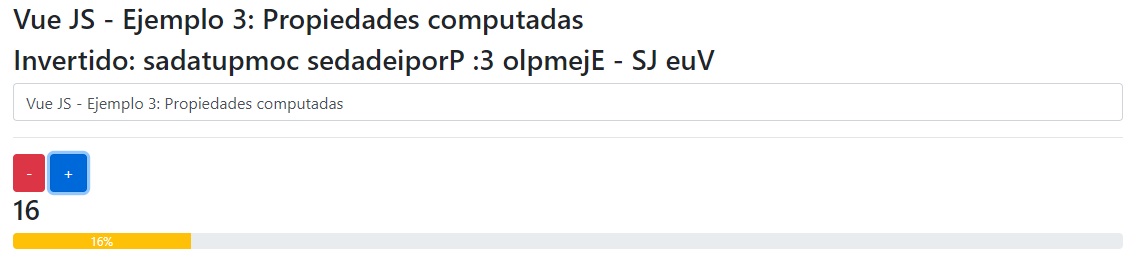 Vue JS - Ejemplo 3: Propiedades computadas
Invertido: sadatupmoc sedadeiporP :3 olpmejE - SJ euV
Vue JS - Ejemplo 3: Propiedades computadas
- +
16
16%